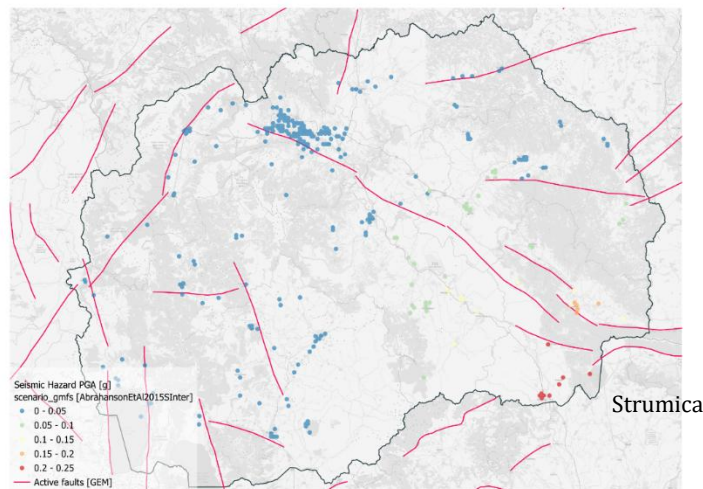 Strumica
Seismic Hazard PGA [g]
scenario_gmfs [AbrahansonEtAl2015SInter]
0 - 0.05
0.05 - 0.1
0.1 - 0.15
0.15 - 0.2
0.2 - 0.25
Active faults [GEM]